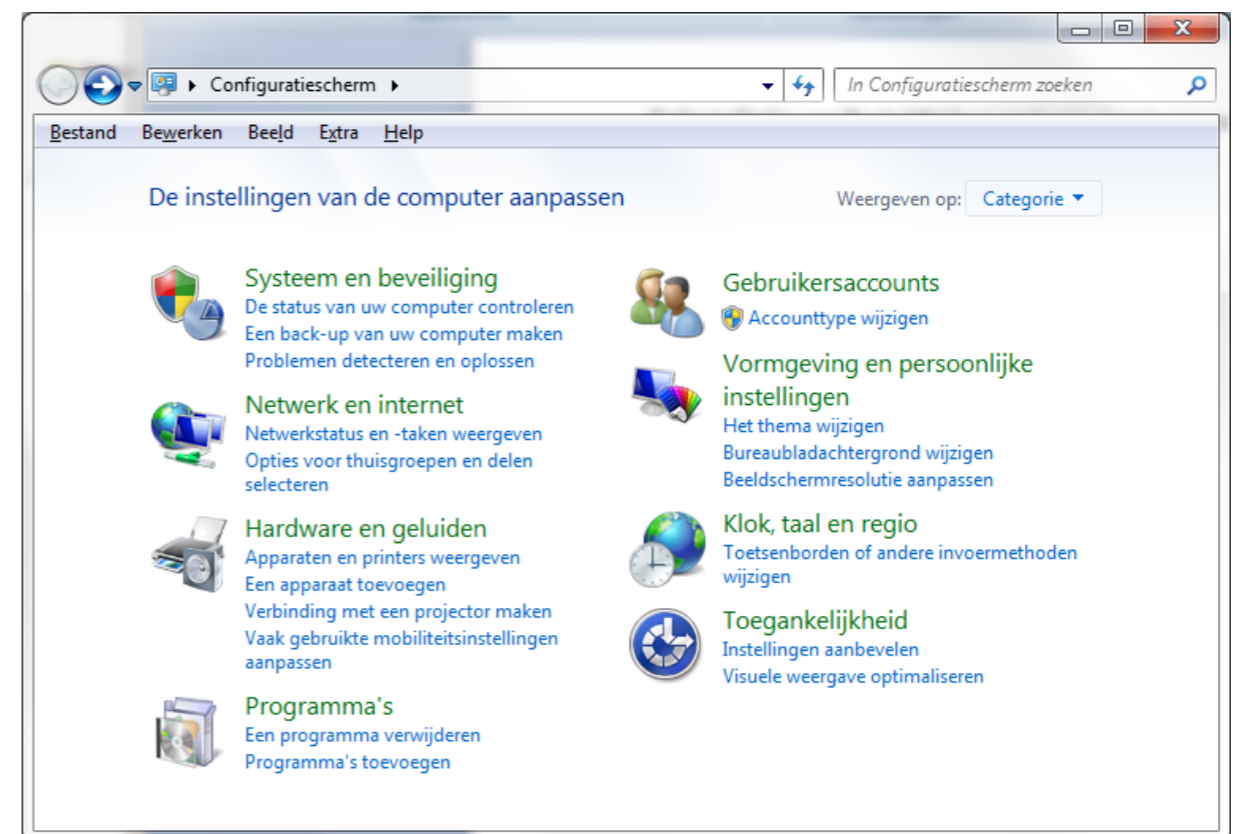 Configuratiescherm
In Configuratiescherm zoeken
Bestand Bewerken Beeld Extra Help
De instellingen van de computer aanpassen
Weergeven op: Categorie
Systeem en beveiliging
De status van uw computer controleren
Een back-up van uw computer maken
Problemen detecteren en oplossen
Netwerk en internet
Netwerkstatus en -taken weergeven
Opties voor thuisgroepen en delen
selecteren
Hardware en geluiden
Apparaten en printers weergeven
Een apparaat toevoegen
Verbinding met een projector maken
Vaak gebruikte mobiliteitsinstellingen
aanpassen
Programma's
Een programma verwijderen
Programma's toevoegen
Gebruikersaccounts
Accounttype wijzigen
Vormgeving en persoonlijke
instellingen
Het thema wijzigen
Bureaubladachtergrond wijzigen
Beeldschermresolutie aanpassen
Klok, taal en regio
Toetsenborden of andere invoermethoden
wijzigen
Toegankelijkheid
Instellingen aanbevelen
Visuele weergave optimaliseren